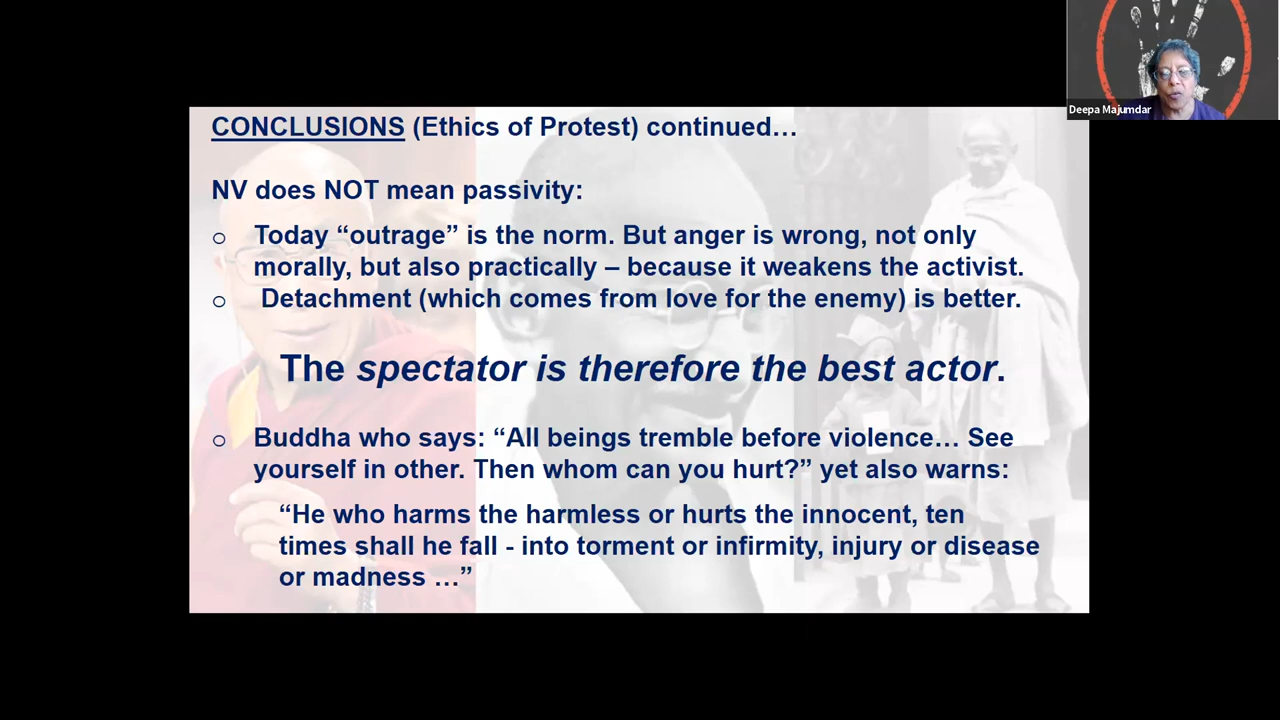 Deepa Majumdar
CONCLUSIONS (Ethics of Protest) continued…
NV does NOT mean passivity:
o Today “outrage” is the norm. But anger is wrong, not only
morally, but also practically – because it weakens the activist.
o Detachment (which comes from love for the enemy) is better.
The spectator is therefore the best actor.
o Buddha who says: “All beings tremble before violence… See
yourself in other. Then whom can you hurt?” yet also warns:
“He who harms the harmless or hurts the innocent, ten
times shall he fall - into torment or infirmity, injury or disease
or madness …”